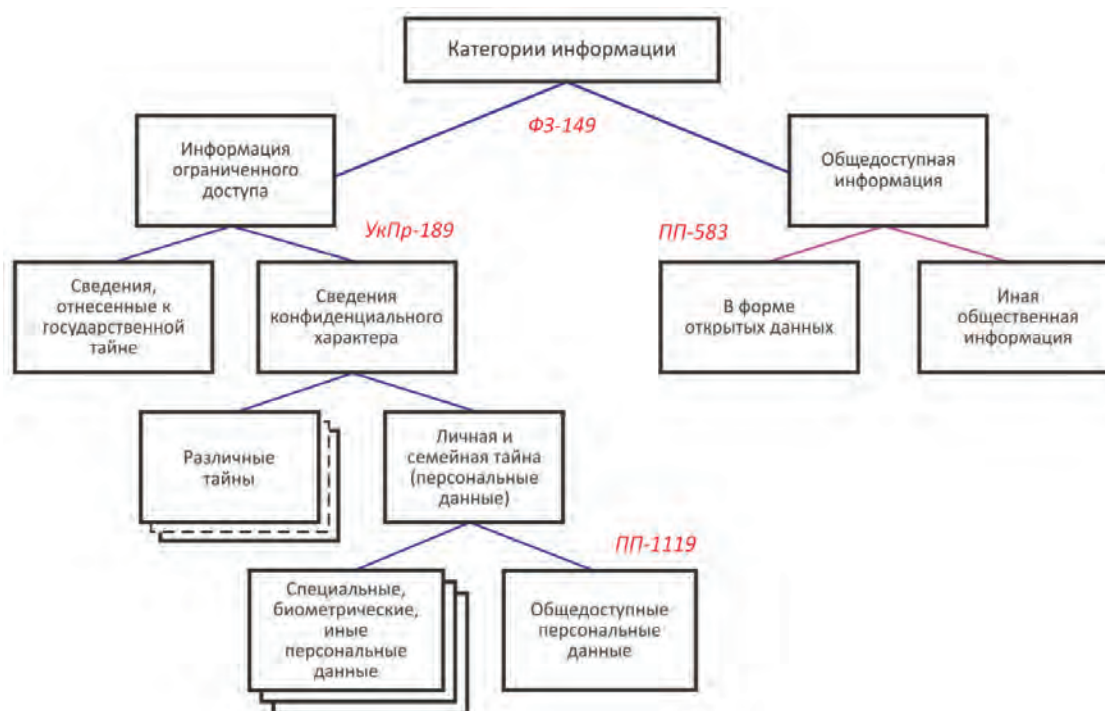 Категории информации
ФЗ-149
Информация
ограниченного
доступа
Общедоступная
информация
УкПр-189
ПП-583
Сведения,
отнесенные к
государственной
тайне
Сведения
конфиденциального
характера
В форме
открытых данных
Иная
общественная
информация
Различные
тайны
Личная и
семейная тайна
(персональные
данные)
ПП-1119
Специальные,
биометрические,
иные
персональные
данные
Общедоступные
персональные
данные